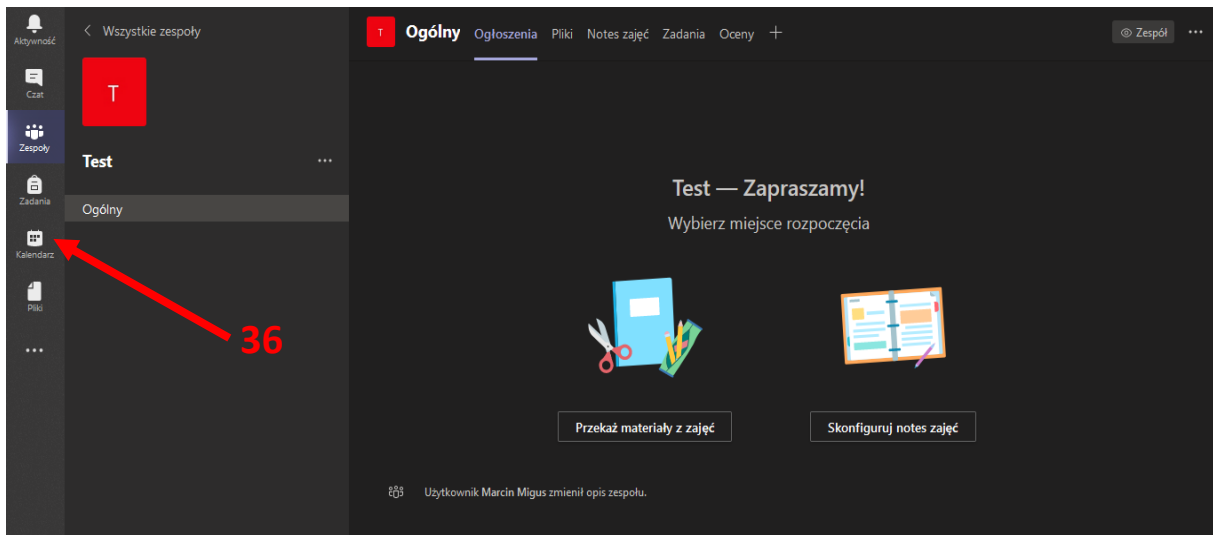 Aktywność
Czat
Zespoły
Zadania
Kalendarz
Pliki
Wszystkie zespoły
T
Test
Ogólny
36
T Ogólny Ogłoszenia Pliki Notes zajęć Zadania Oceny +
Zespół
Test — Zapraszamy!
Wybierz miejsce rozpoczęcia
Przekaż materiały z zajęć
Skonfiguruj notes zajęć
Użytkownik Marcin Migus zmienił opis zespołu.